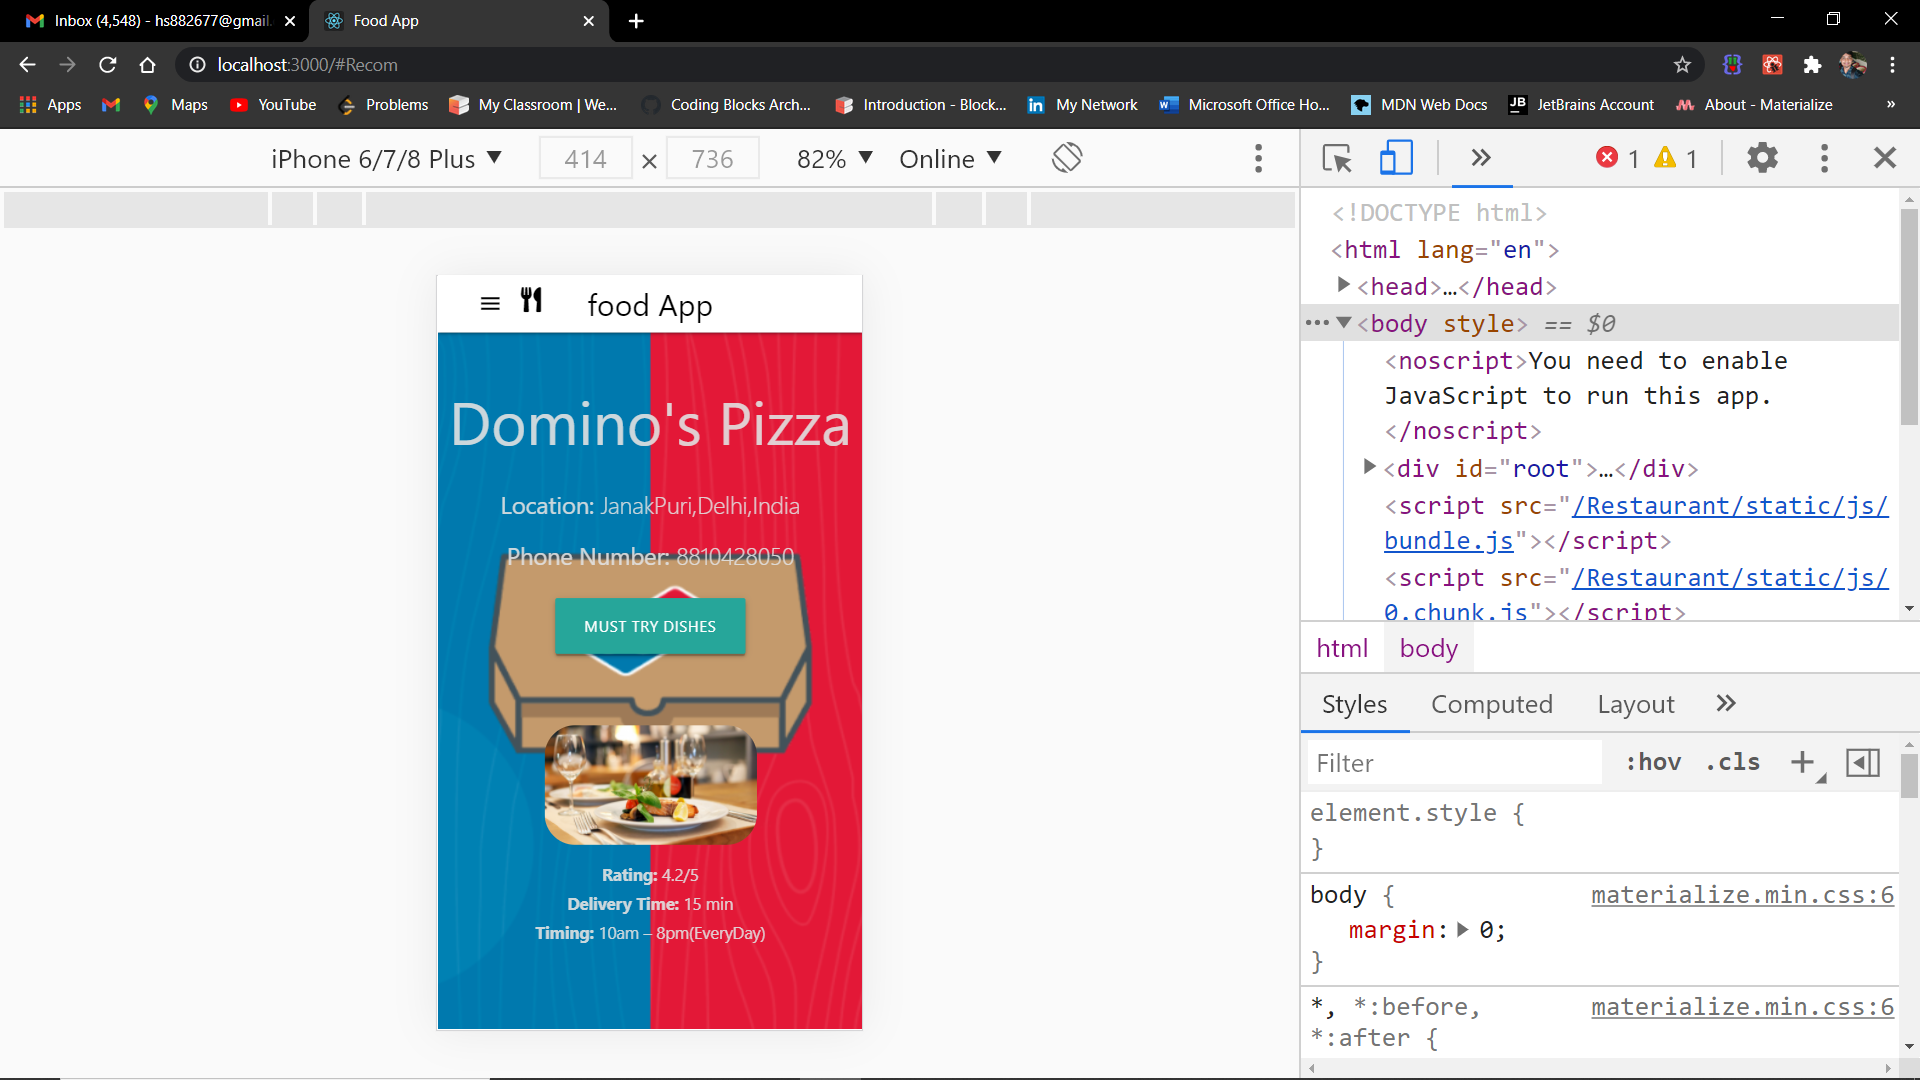 Inbox (4,548) - hs882677@gmail.
Food App
localhost:3000/#Recom
Apps
Maps
YouTube
Problems
My Classroom | We...
Coding Blocks Arch...
Introduction - Block...
My Network
Microsoft Office Ho...
MDN Web Docs
JetBrains Account
About - Materialize
»
iPhone 6/7/8 Plus ▼
414 × 736
82% ▼
Online ▼
1
1
<!DOCTYPE html>
<html lang="en">
<head>…</head>
<body style> == $0
<noscript>You need to enable
JavaScript to run this app.
</noscript>
<div id="root">…</div>
<script src="/Restaurant/static/js/
bundle.js"></script>
<script src="/Restaurant/static/js/
0.chunk.js"></script>
html body
Styles Computed Layout
Filter :hov .cls
element.style {
}
body { materialize.min.css:6
margin: 0;
}
*, *:before, materialize.min.css:6
*:after {
food App
Domino's Pizza
Location: JanakPuri,Delhi,India
Phone Number: 8810428050
MUST TRY DISHES
Rating: 4.2/5
Delivery Time: 15 min
Timing: 10am – 8pm(EveryDay)